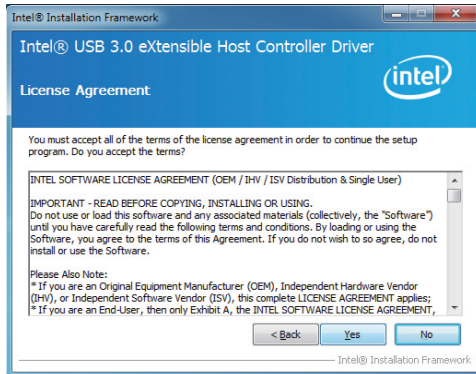 Intel® Installation Framework
Intel® USB 3.0 eXtensible Host Controller Driver
License Agreement
(intel)
You must accept all of the terms of the license agreement in order to continue the setup
program. Do you accept the terms?
INTEL SOFTWARE LICENSE AGREEMENT (OEM / IHV / ISV Distribution & Single User)
IMPORTANT - READ BEFORE COPYING, INSTALLING OR USING.
Do not use or load this software and any associated materials (collectively, the "Software")
until you have carefully read the following terms and conditions. By loading or using the
Software, you agree to the terms of this Agreement. If you do not wish to so agree, do not
install or use the Software.
Please Also Note:
* If you are an Original Equipment Manufacturer (OEM), Independent Hardware Vendor
(IHV), or Independent Software Vendor (ISV), this complete LICENSE AGREEMENT applies;
* If you are an End-User, then only Exhibit A, the INTEL SOFTWARE LICENSE AGREEMENT,
< Back
Yes
No
Intel® Installation Framework